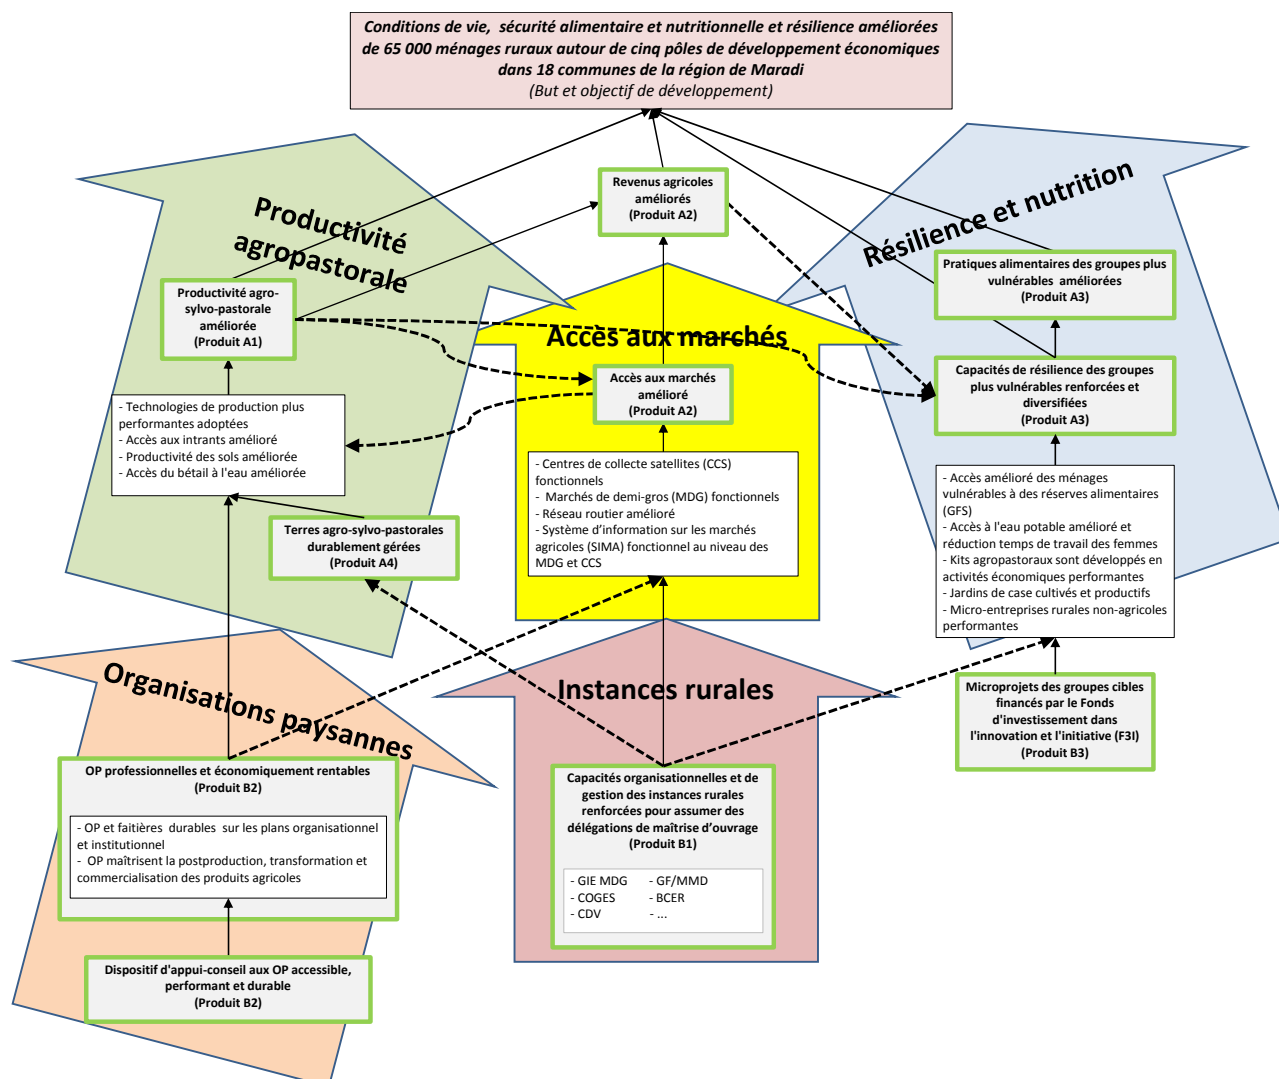 Conditions de vie, sécurité alimentaire et nutritionnelle et résilience améliorées
de 65 000 ménages ruraux autour de cinq pôles de développement économiques
dans 18 communes de la région de Maradi
(But et objectif de développement)
Productivité
agropastorale
Revenus agricoles
améliorés
(Produit A2)
Résilience et nutrition
Productivité agro-
sylvo-pastorale
améliorée
(Produit A1)
Pratiques alimentaires des groupes plus
vulnérables améliorées
(Produit A3)
Accès aux marchés
Accès aux marchés
amélioré
(Produit A2)
Capacités de résilience des groupes
plus vulnérables renforcées et
diversifiées
(Produit A3)
- Technologies de production plus
performantes adoptées
- Accès aux intrants amélioré
- Productivité des sols améliorée
- Accès du bétail à l'eau améliorée
- Centres de collecte satellites (CCS)
fonctionnels
- Marchés de demi-gros (MDG) fonctionnels
- Réseau routier amélioré
- Système d'information sur les marchés
agricoles (SIMA) fonctionnel au niveau des
MDG et CCS
- Accès amélioré des ménages
vulnérables à des réserves alimentaires
(GFS)
- Accès à l'eau potable amélioré et
réduction temps de travail des femmes
- Kits agropastoraux sont développés en
activités économiques performantes
- Jardins de case cultivés et productifs
- Micro-entreprises rurales non-agricoles
performantes
Terres agro-sylvo-pastorales
durablement gérées
(Produit A4)
Organisations paysannes
Instances rurales
Microprojets des groupes cibles
financés par le Fonds
d'investissement dans
l'innovation et l'initiative (F3I)
(Produit B3)
OP professionnelles et économiquement rentables
(Produit B2)
- OP et faitières durables sur les plans organisationnel
et institutionnel
- OP maîtrisent la postproduction, transformation et
commercialisation des produits agricoles
Capacités organisationnelles et de
gestion des instances rurales
renforcées pour assumer des
délégations de maîtrise d'ouvrage
(Produit B1)
- GIE MDG - GF/MMD
- COGES - BCER
- CDV - ...
Dispositif d'appui-conseil aux OP accessible,
performant et durable
(Produit B2)